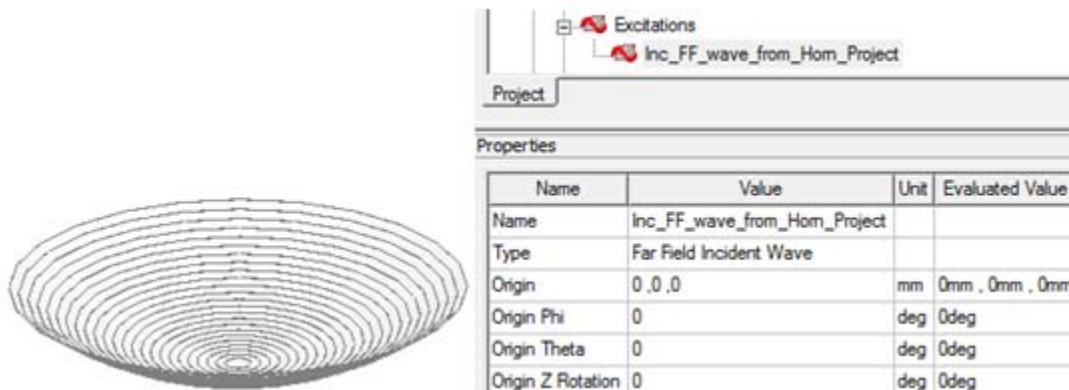 Excitations
Inc_FF_wave_from_Horn_Project
Project
Properties
Name Value Unit Evaluated Value
Name Inc_FF_wave_from_Horn_Project
Type Far Field Incident Wave
Origin 0 ,0 ,0 mm 0mm , 0mm , 0mm
Origin Phi 0 deg 0deg
Origin Theta 0 deg 0deg
Origin Z Rotation 0 deg 0deg